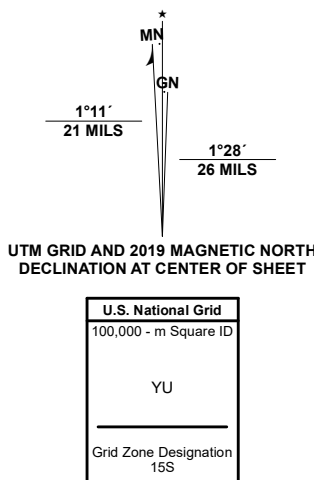 MN
GN
1°11´
21 MILS
1°28´
26 MILS
UTM GRID AND 2019 MAGNETIC NORTH
DECLINATION AT CENTER OF SHEET
U.S. National Grid
100,000 - m Square ID
YU
Grid Zone Designation
15S